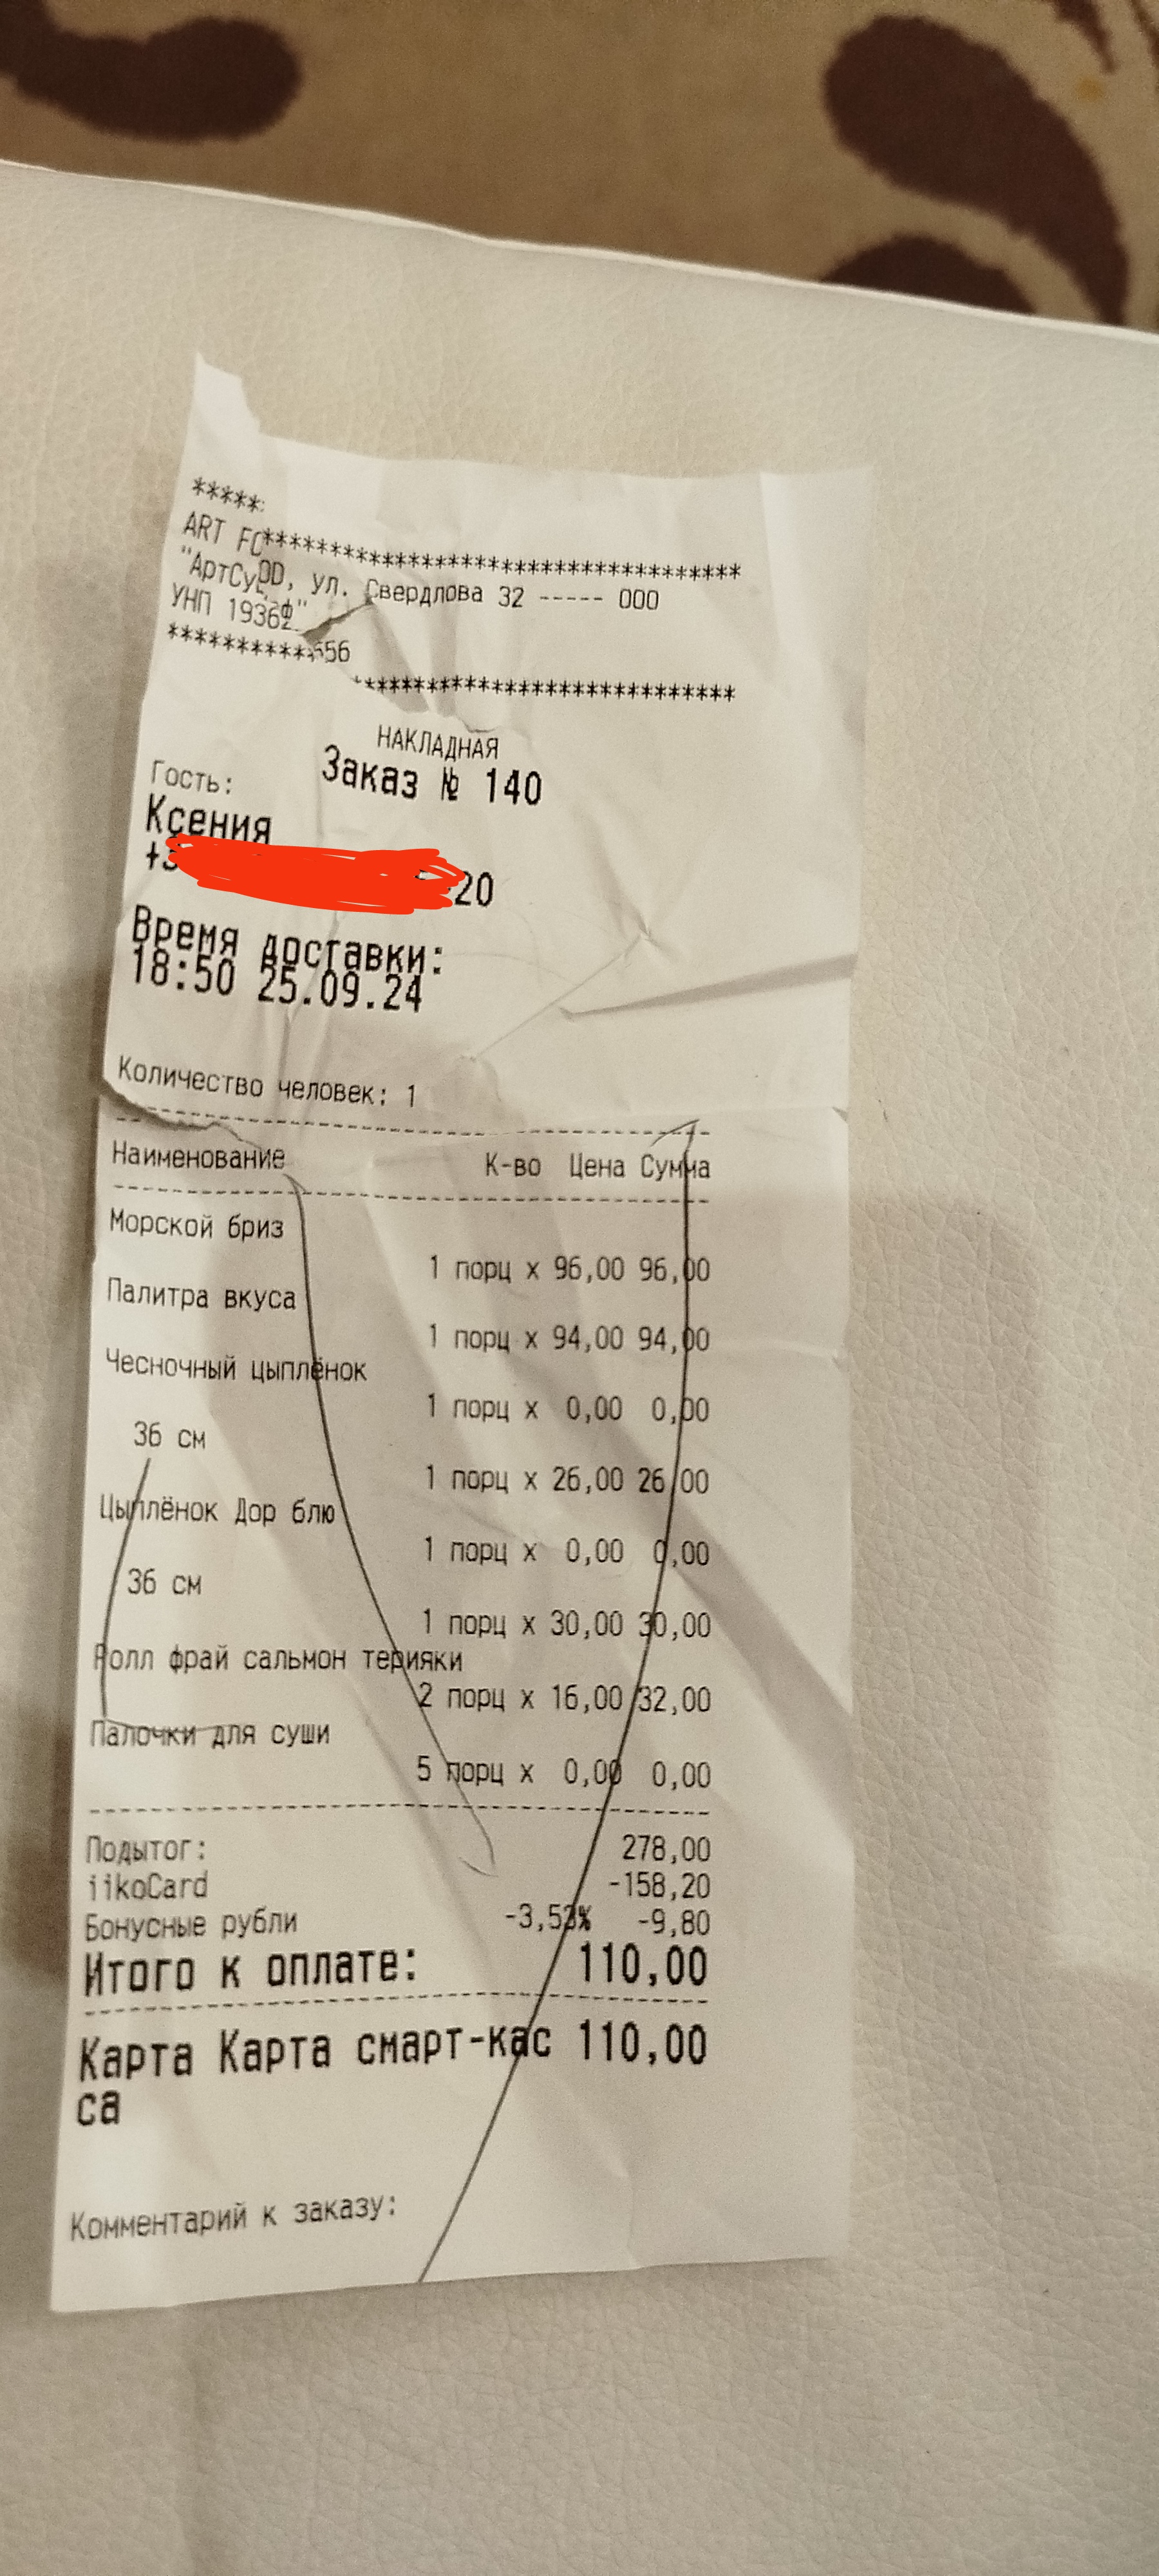 *****
ART FOOD, ул. Свердлова 32 ----- ООО
УНП 19362
**********************************
НАКЛАДНАЯ
Заказ № 140
Гость:
Ксения
20
Время доставки:
18:50 25.09.24
Количество человек: 1
Наименование К-во Цена Сумма
Морской бриз
1 порц x 96,00 96,00
Палитра вкуса
1 порц x 94,00 94,00
Чесночный цыплёнок
1 порц x 0,00 0,00
36 см
1 порц x 26,00 26,00
Цыплёнок Дор блю
1 порц x 0,00 0,00
36 см
1 порц x 30,00 30,00
Ролл фрай сальмон терияки
2 порц x 16,00 32,00
Палочки для суши
5 порц x 0,00 0,00
Подытог: 278,00
iikoCard -158,20
Бонусные рубли -3,53% -9,80
Итого к оплате: 110,00
Карта Карта смарт-кас 110,00
са
Комментарий к заказу: